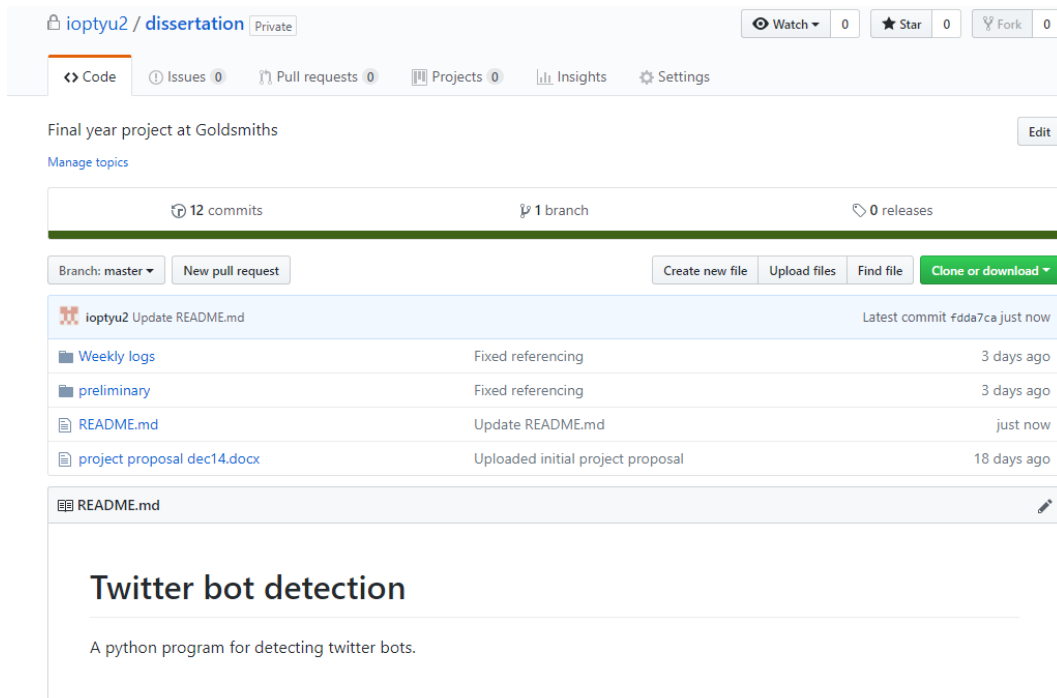 ioptyu2 / dissertation Private Watch 0 Star 0 Fork 0
Code Issues 0 Pull requests 0 Projects 0 Insights Settings
Final year project at Goldsmiths Edit
Manage topics
12 commits 1 branch 0 releases
Branch: master New pull request Create new file Upload files Find file Clone or download
ioptyu2 Update README.md Latest commit fdda7ca just now
Weekly logs Fixed referencing 3 days ago
preliminary Fixed referencing 3 days ago
README.md Update README.md just now
project proposal dec14.docx Uploaded initial project proposal 18 days ago
README.md
Twitter bot detection
A python program for detecting twitter bots.